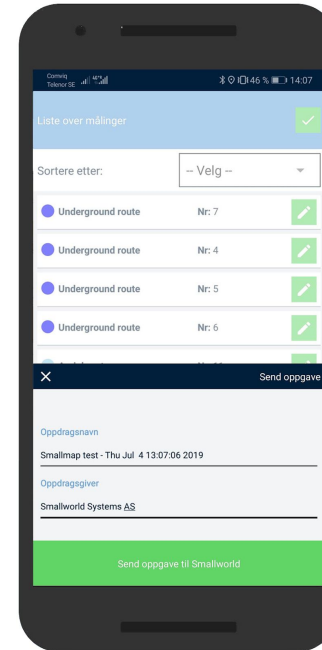 Comviq
Telenor SE
46 % 14:07
Liste over målinger
Sortere etter:
-- Velg --
Underground route Nr: 7
Underground route Nr: 4
Underground route Nr: 5
Underground route Nr: 6
Send oppgave
Oppdragsnavn
Smallmap test - Thu Jul 4 13:07:06 2019
Oppdragsgiver
Smallworld Systems AS
Send oppgave til Smallworld